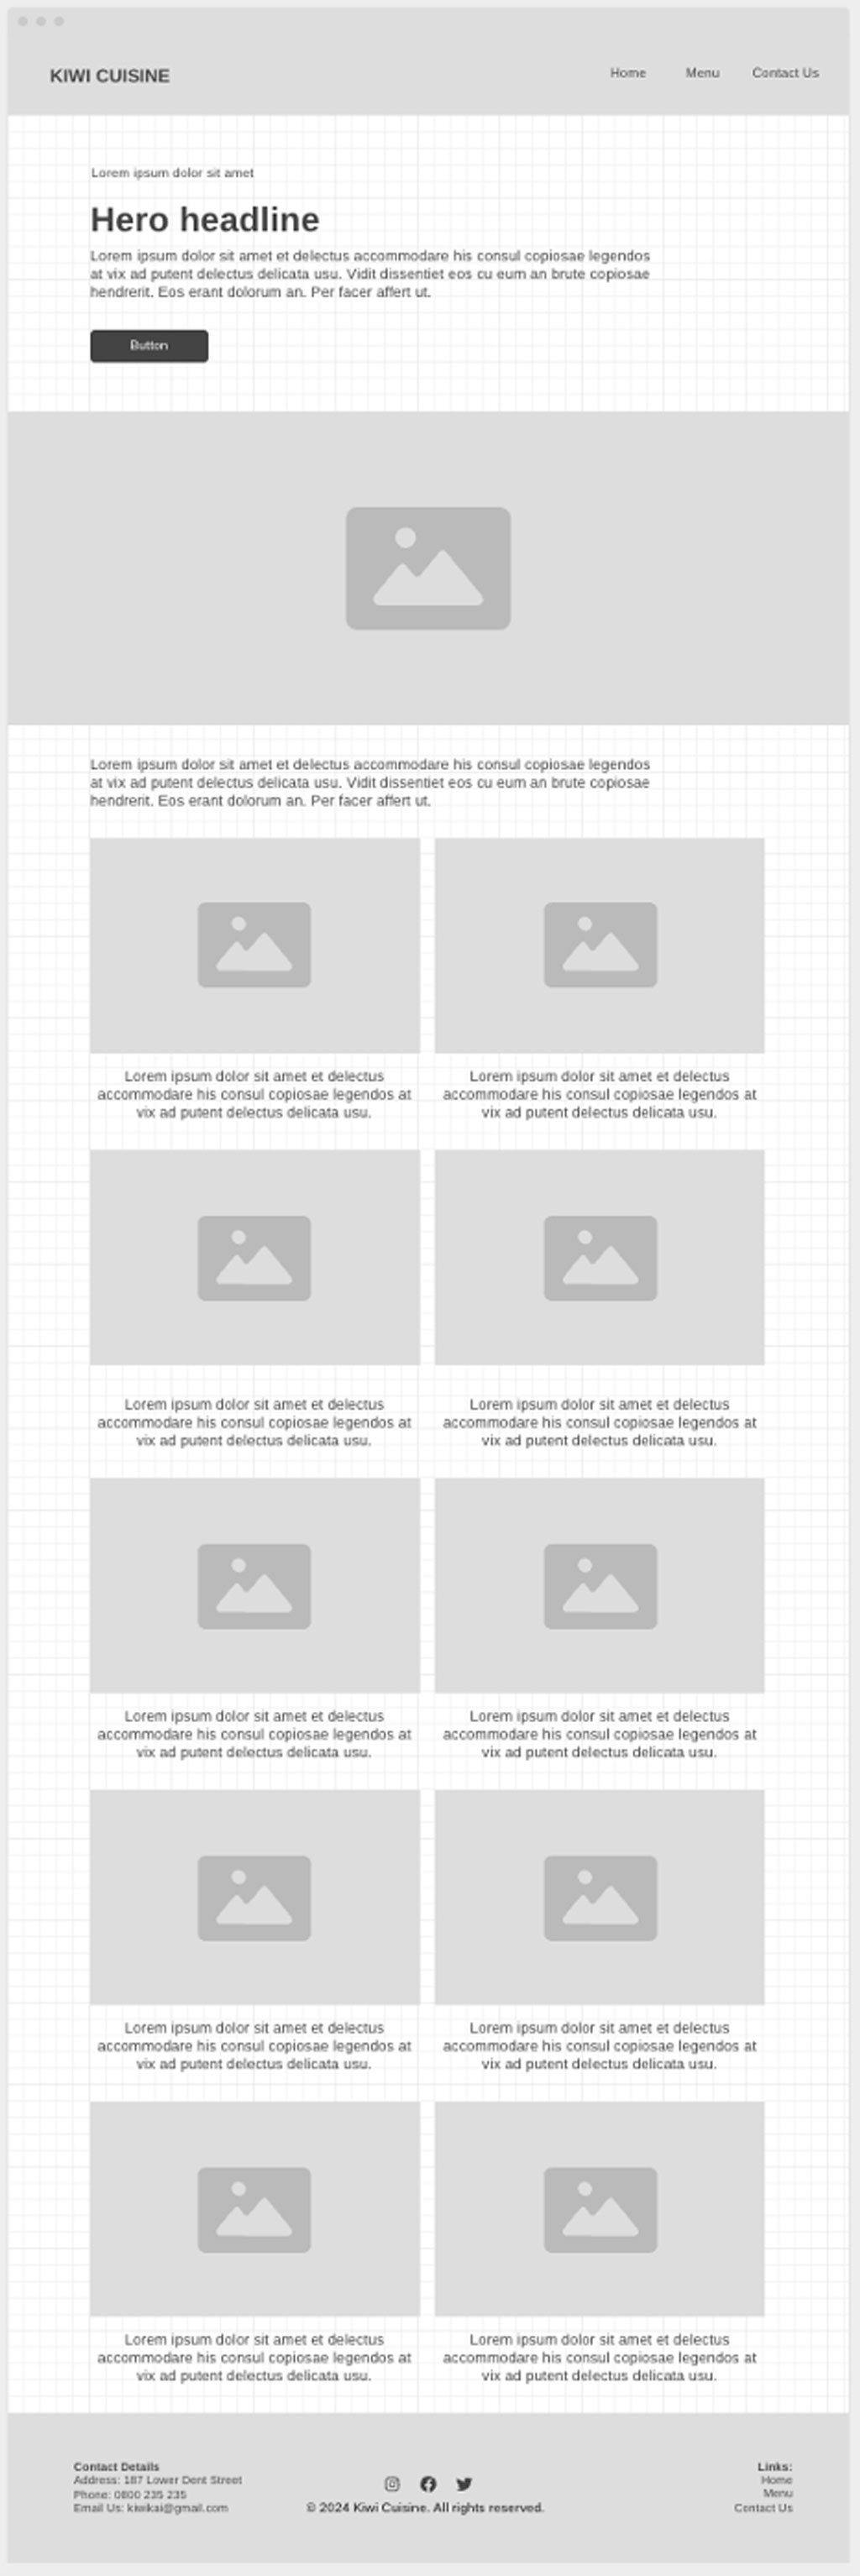 KIWI CUISINE
Home Menu Contact Us
Lorem ipsum dolor sit amet
Hero headline
Lorem ipsum dolor sit amet et delectus accommodare his consul copiosae legendos
at vix ad putent delectus delicata usu. Vidit dissentiet eos cu eum an brute copiosae
hendrerit. Eos erant dolorum an. Per facer affert ut.
Button
Lorem ipsum dolor sit amet et delectus accommodare his consul copiosae legendos
at vix ad putent delectus delicata usu. Vidit dissentiet eos cu eum an brute copiosae
hendrerit. Eos erant dolorum an. Per facer affert ut.
Lorem ipsum dolor sit amet et delectus
accommodare his consul copiosae legendos at
vix ad putent delectus delicata usu.
Lorem ipsum dolor sit amet et delectus
accommodare his consul copiosae legendos at
vix ad putent delectus delicata usu.
Lorem ipsum dolor sit amet et delectus
accommodare his consul copiosae legendos at
vix ad putent delectus delicata usu.
Lorem ipsum dolor sit amet et delectus
accommodare his consul copiosae legendos at
vix ad putent delectus delicata usu.
Lorem ipsum dolor sit amet et delectus
accommodare his consul copiosae legendos at
vix ad putent delectus delicata usu.
Lorem ipsum dolor sit amet et delectus
accommodare his consul copiosae legendos at
vix ad putent delectus delicata usu.
Lorem ipsum dolor sit amet et delectus
accommodare his consul copiosae legendos at
vix ad putent delectus delicata usu.
Lorem ipsum dolor sit amet et delectus
accommodare his consul copiosae legendos at
vix ad putent delectus delicata usu.
Lorem ipsum dolor sit amet et delectus
accommodare his consul copiosae legendos at
vix ad putent delectus delicata usu.
Lorem ipsum dolor sit amet et delectus
accommodare his consul copiosae legendos at
vix ad putent delectus delicata usu.
Contact Details
Address: 187 Lower Dent Street
Phone: 0800 235 235
Email Us: kiwikai@gmail.com
© 2024 Kiwi Cuisine. All rights reserved.
Links:
Home
Menu
Contact Us